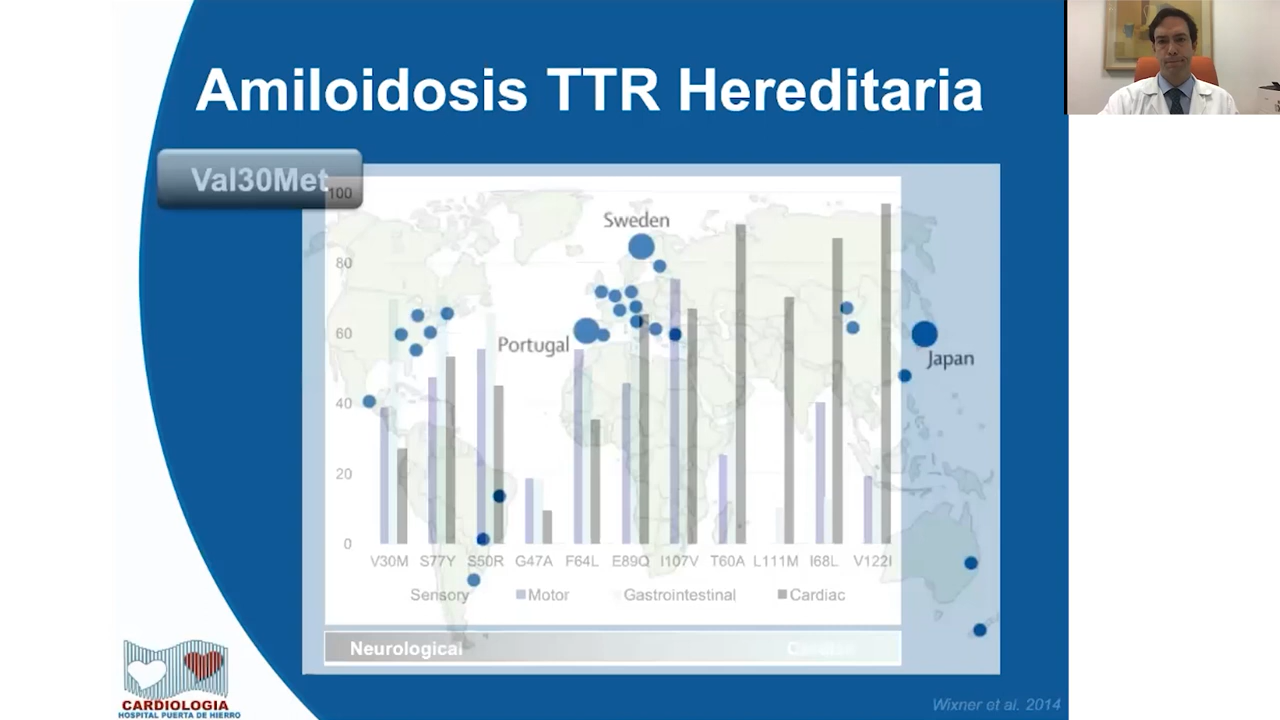 Amiloidosis TTR Hereditaria
Val30Met
100
80
60
40
20
0
Sweden
Portugal
Japan
V30M S77Y S50R G47A F64L E89Q I107V T60A L111M I68L V122I
Sensory Motor Gastrointestinal Cardiac
Neurological Cardiac
CARDIOLOGIA
HOSPITAL PUERTA DE HIERRO
Wixner et al. 2014